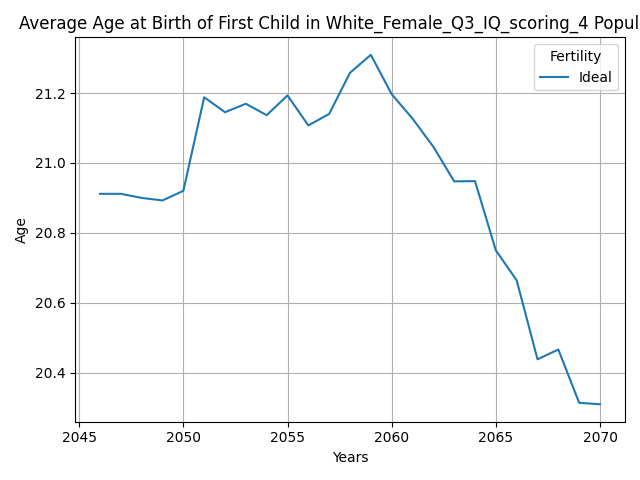 Average Age at Birth of First Child in White_Female_Q3_IQ_scoring_4 Popul
Fertility
Ideal
21.2
21.0
20.8
20.6
20.4
Age
2045 2050 2055 2060 2065 2070
Years